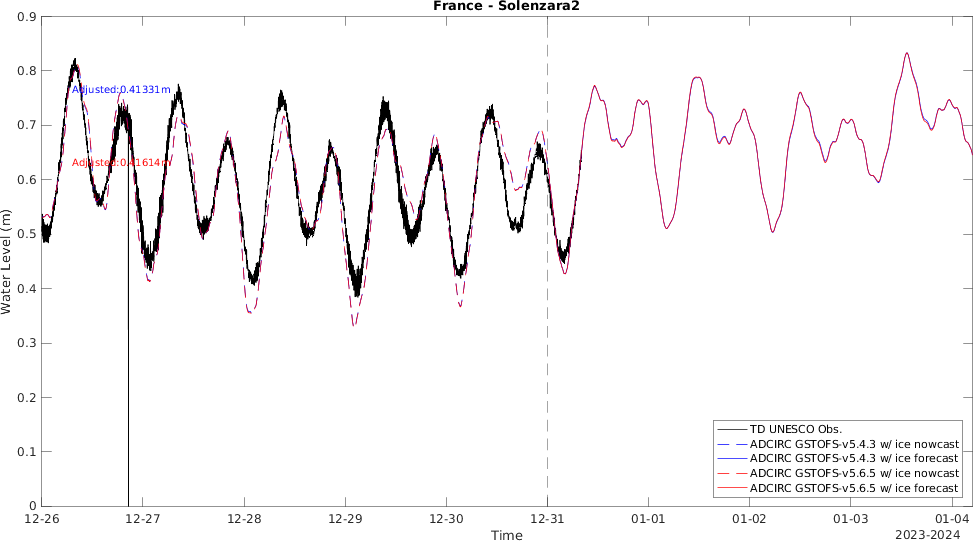 France - Solenzara2
0.9
0.8
0.7
0.6
0.5
0.4
0.3
0.2
0.1
0
Water Level (m)
Adjusted:0.41331m
Adjusted:0.41614m
TD UNESCO Obs.
ADCIRC GSTOFS-v5.4.3 w/ ice nowcast
ADCIRC GSTOFS-v5.4.3 w/ ice forecast
ADCIRC GSTOFS-v5.6.5 w/ ice nowcast
ADCIRC GSTOFS-v5.6.5 w/ ice forecast
12-26 12-27 12-28 12-29 12-30 12-31 01-01 01-02 01-03 01-04
Time
2023-2024